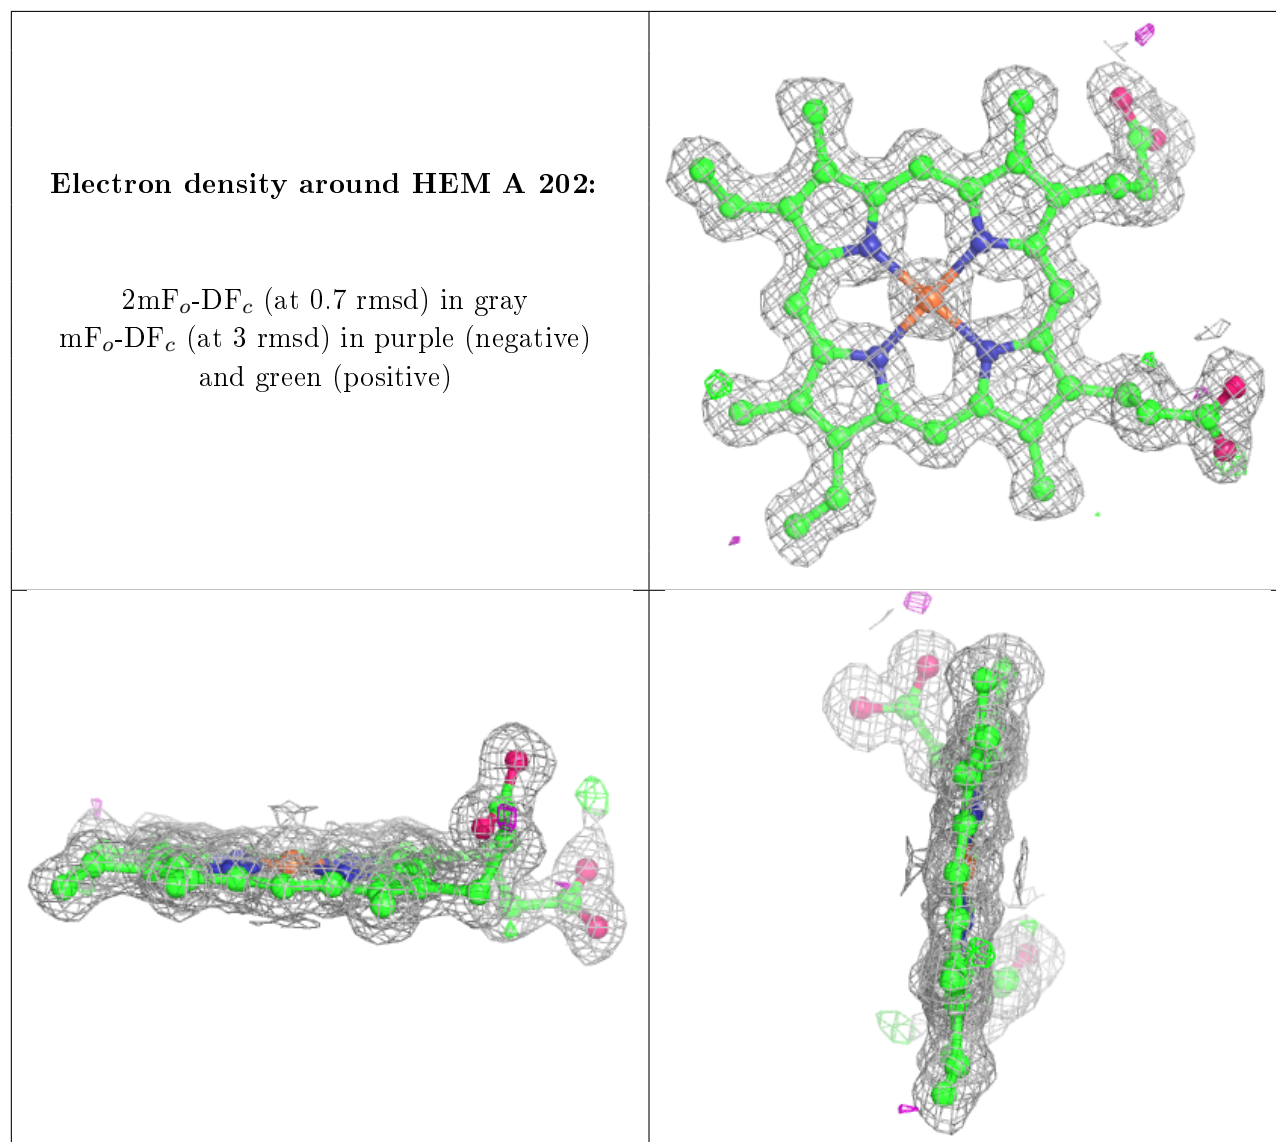 Electron density around HEM A 202:
2mFo-DFc (at 0.7 rmsd) in gray
mFo-DFc (at 3 rmsd) in purple (negative)
and green (positive)